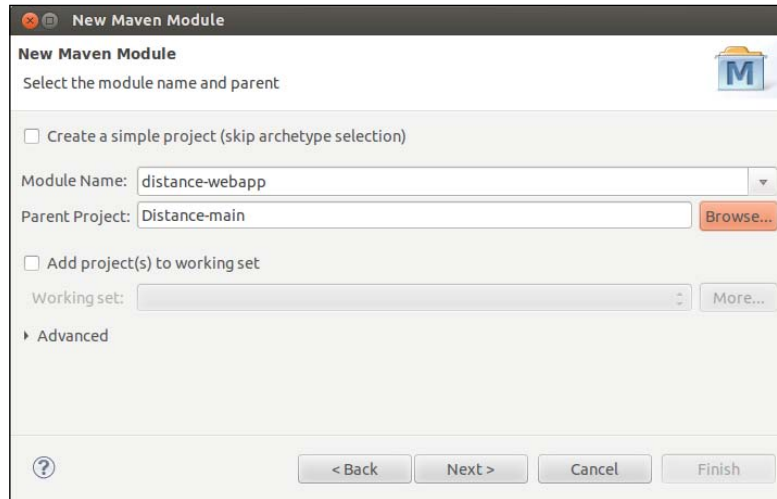 New Maven Module
New Maven Module
Select the module name and parent
M
Create a simple project (skip archetype selection)
Module Name: distance-webapp
Parent Project: Distance-main Browse...
Add project(s) to working set
Working set: More...
Advanced
? < Back Next > Cancel Finish